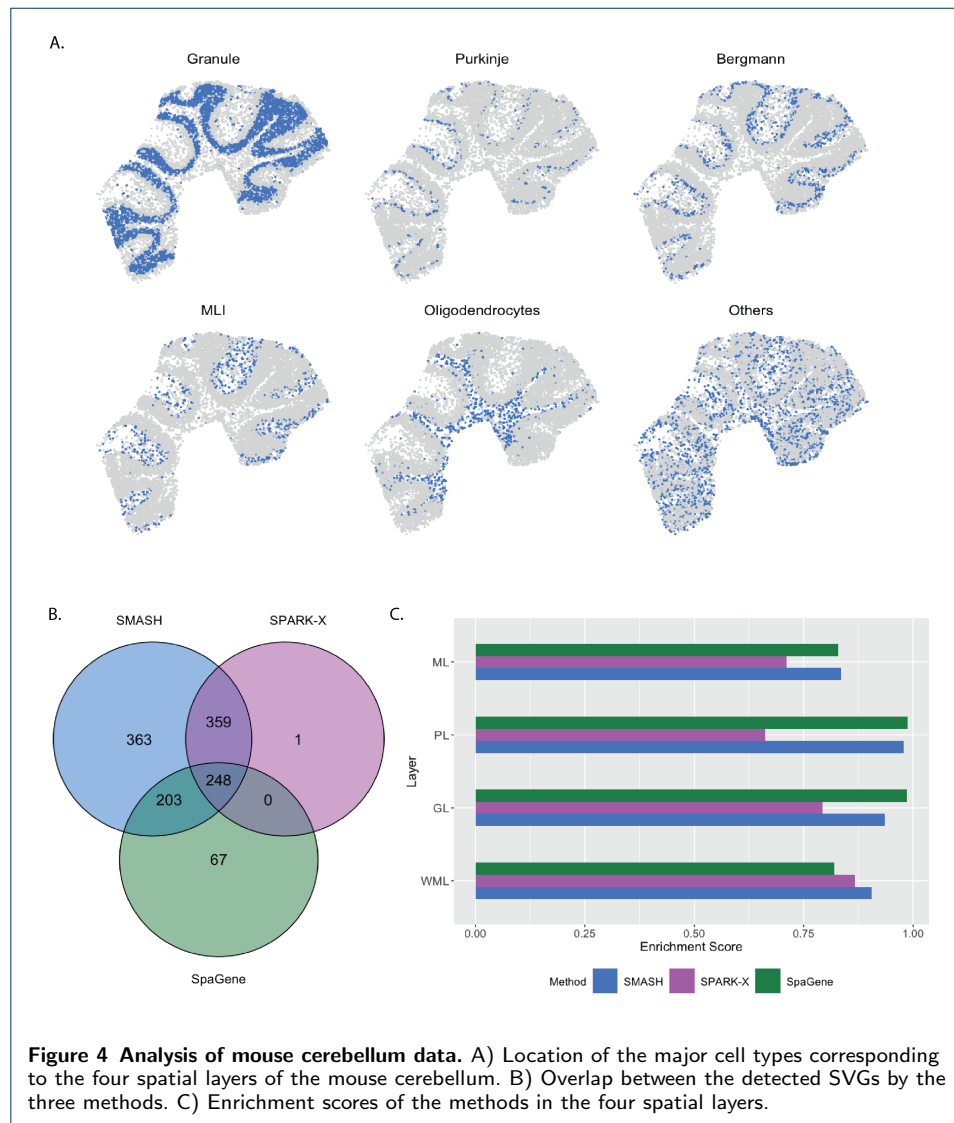 A.
Granule
Purkinje
Bergmann
MLI
Oligodendrocytes
Others
B.
SMASH
SPARK-X
363
359
1
248
203
0
67
SpaGene
C.
Layer
ML
PL
GL
WML
0.00
0.25
0.50
0.75
1.00
Enrichment Score
Method SMASH SPARK-X SpaGene
Figure 4 Analysis of mouse cerebellum data. A) Location of the major cell types corresponding
to the four spatial layers of the mouse cerebellum. B) Overlap between the detected SVGs by the
three methods. C) Enrichment scores of the methods in the four spatial layers.